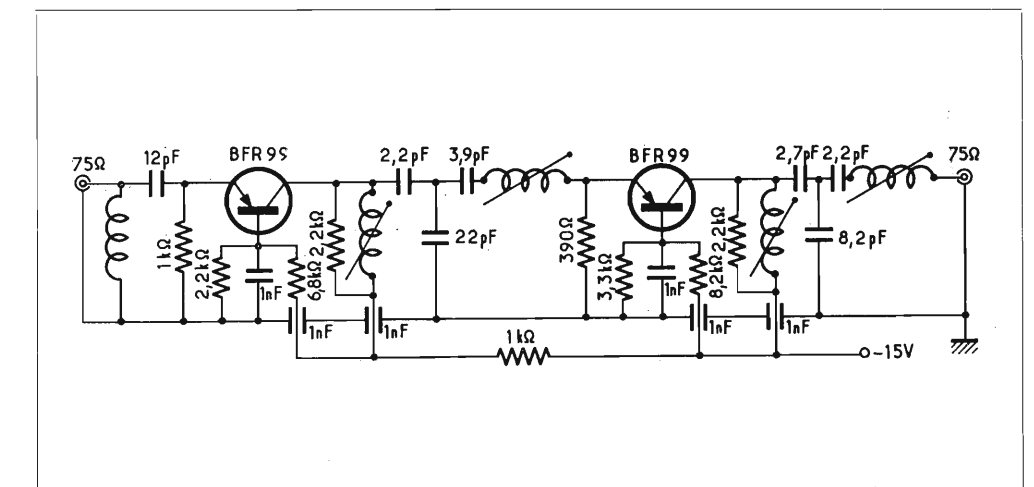 75Ω
12pF
BFR99
2,2pF
3,9pF
BFR99
2,7pF
2,2pF
75Ω
1kΩ
2,2kΩ
1nF
6,8kΩ
2,2kΩ
22pF
390Ω
3,3kΩ
1nF
8,2kΩ
2,2kΩ
8,2pF
1nF
1nF
1nF
1nF
1kΩ
-15V